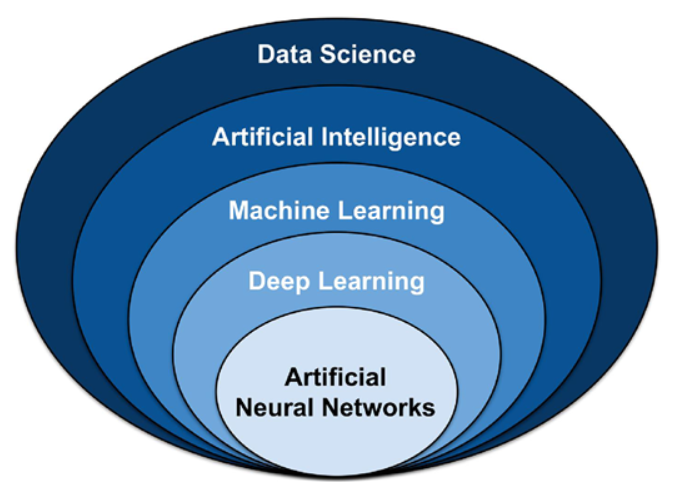 Data Science
Artificial Intelligence
Machine Learning
Deep Learning
Artificial
Neural Networks